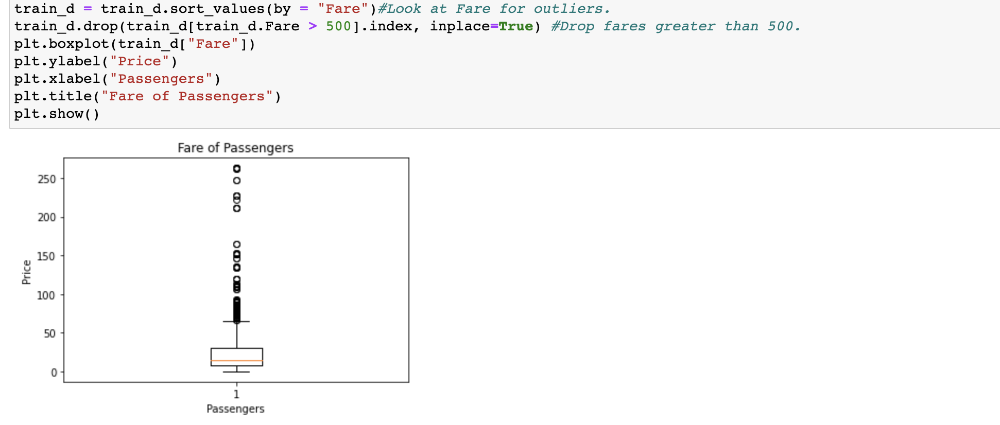 train_d = train_d.sort_values(by = "Fare")#Look at Fare for outliers.
train_d.drop(train_d[train_d.Fare > 500].index, inplace=True) #Drop fares greater than 500.
plt.boxplot(train_d["Fare"])
plt.ylabel("Price")
plt.xlabel("Passengers")
plt.title("Fare of Passengers")
plt.show()
Fare of Passengers
250
200
150
100
50
0
Price
1
Passengers